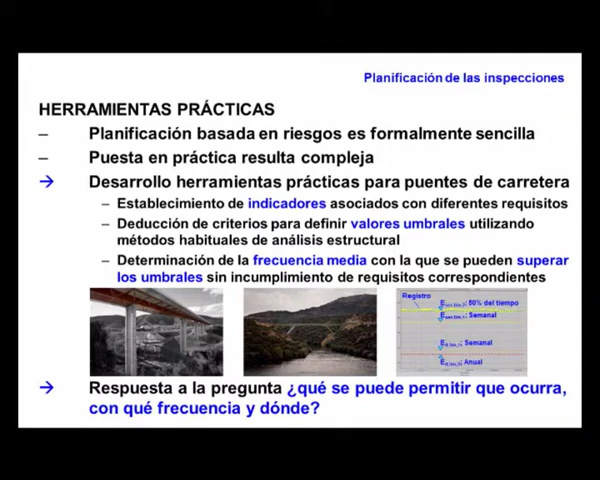 Planificación de las inspecciones
HERRAMIENTAS PRÁCTICAS
– Planificación basada en riesgos es formalmente sencilla
– Puesta en práctica resulta compleja
→ Desarrollo herramientas prácticas para puentes de carretera
– Establecimiento de indicadores asociados con diferentes requisitos
– Deducción de criterios para definir valores umbrales utilizando
métodos habituales de análisis estructural
– Determinación de la frecuencia media con la que se pueden superar
los umbrales sin incumplimiento de requisitos correspondientes
Registro
50% del tiempo
Semanal
Semanal
Anual
→ Respuesta a la pregunta ¿qué se puede permitir que ocurra,
con qué frecuencia y dónde?